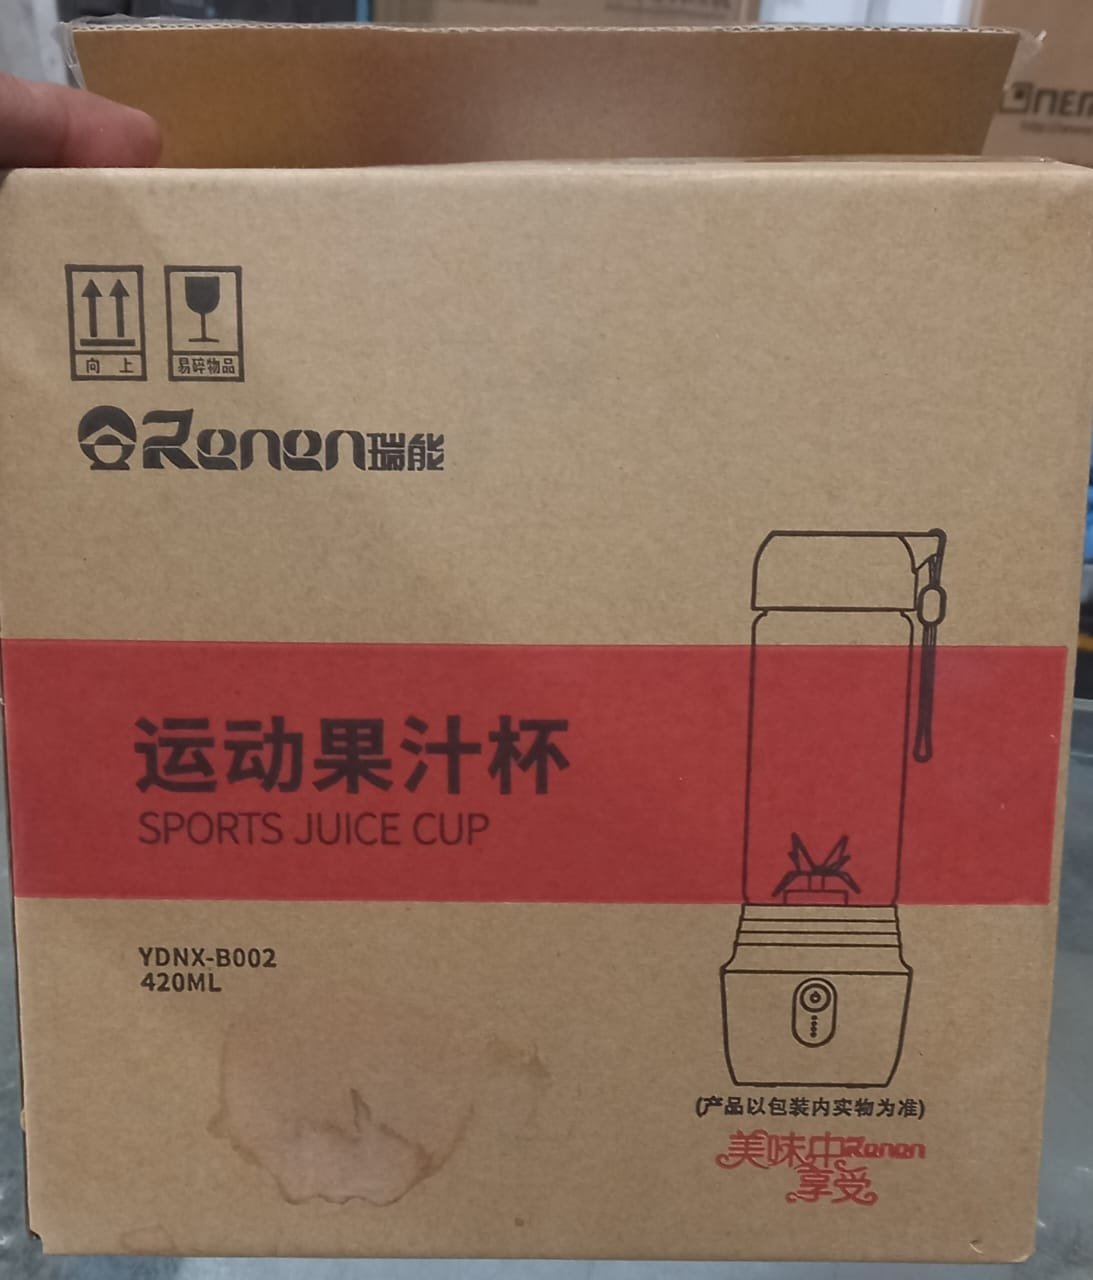 向 上
易碎物品
Renen瑞能
运动果汁杯
SPORTS JUICE CUP
YDNX-B002
420ML
(产品以包装内实物为准)
美味中Renen
享受